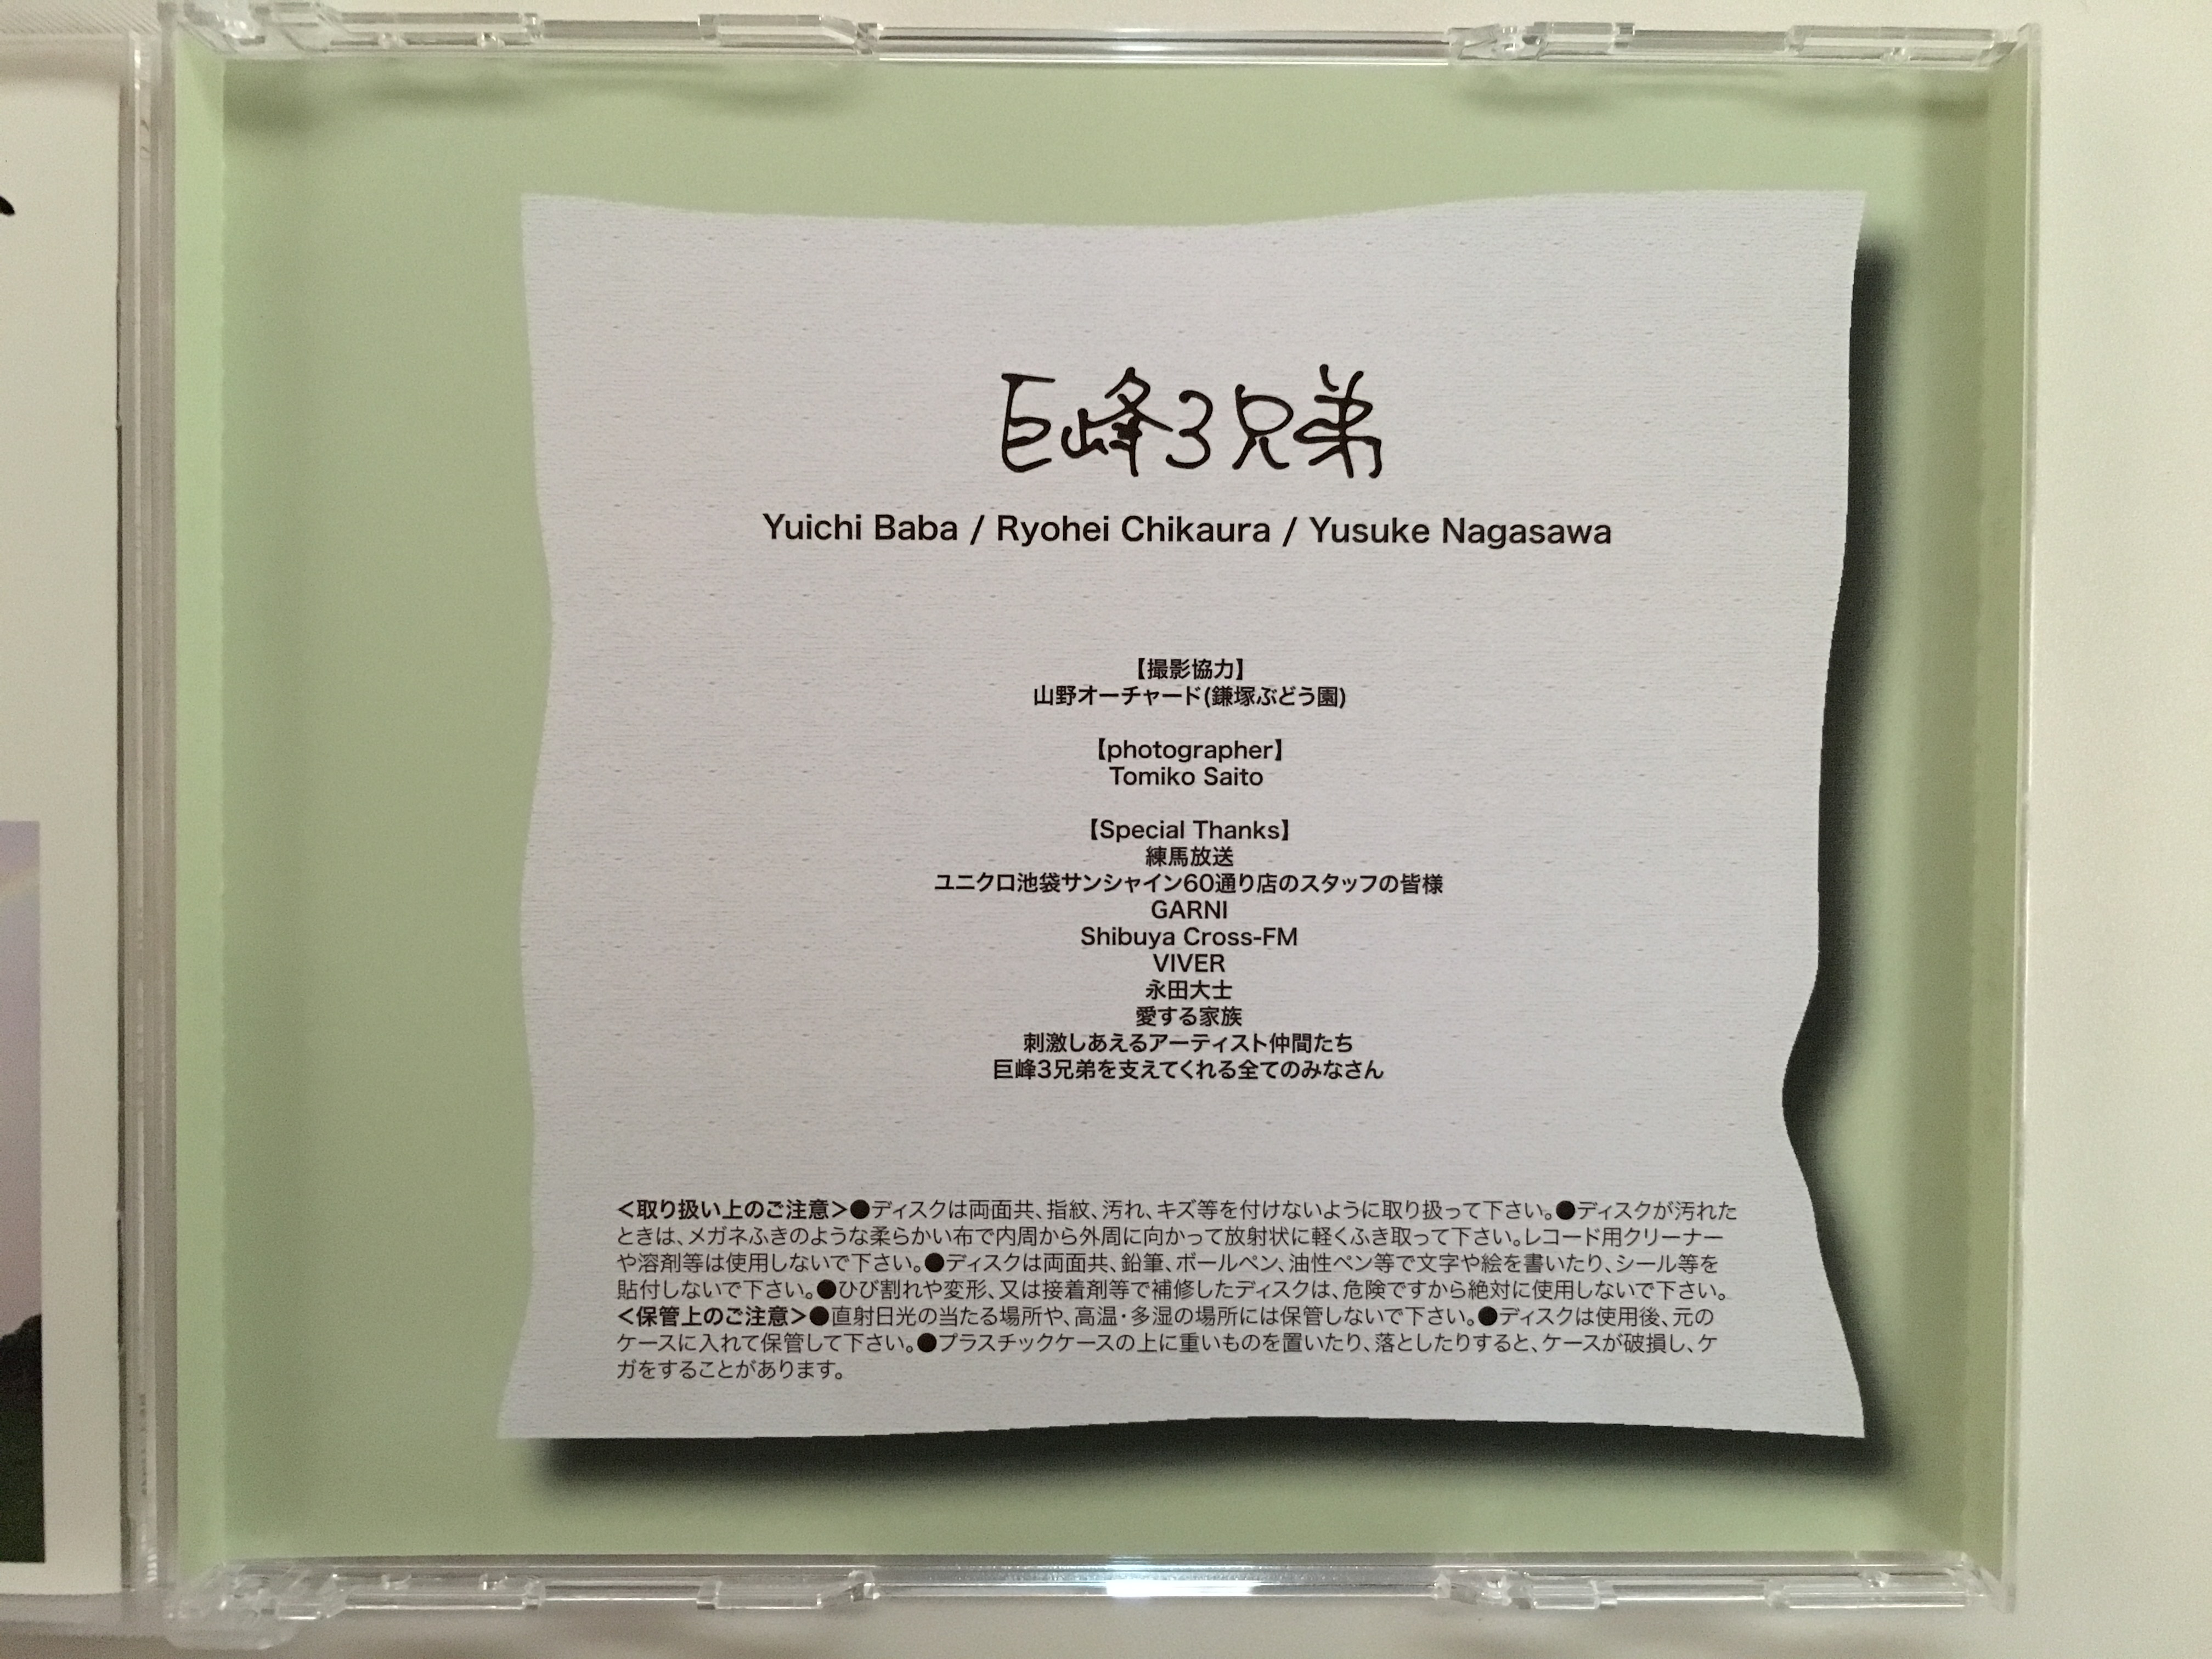 巨峰3兄弟
Yuichi Baba / Ryohei Chikaura / Yusuke Nagasawa
【撮影協力】
山野オーチャード(鎌塚ぶどう園)
【photographer】
Tomiko Saito
【Special Thanks】
練馬放送
ユニクロ池袋サンシャイン60通り店のスタッフの皆様
GARNI
Shibuya Cross-FM
VIVER
永田大士
愛する家族
刺激しあえるアーティスト仲間たち
巨峰3兄弟を支えてくれる全てのみなさん
<取り扱い上のご注意>●ディスクは両面共、指紋、汚れ、キズ等を付けないように取り扱って下さい。●ディスクが汚れた
ときは、メガネふきのような柔らかい布で内周から外周に向かって放射状に軽くふき取って下さい。レコード用クリーナー
や溶剤等は使用しないで下さい。●ディスクは両面共、鉛筆、ボールペン、油性ペン等で文字や絵を書いたり、シール等を
貼付しないで下さい。●ひび割れや変形、又は接着剤等で補修したディスクは、危険ですから絶対に使用しないで下さい。
<保管上のご注意>●直射日光の当たる場所や、高温・多湿の場所には保管しないで下さい。●ディスクは使用後、元の
ケースに入れて保管して下さい。●プラスチックケースの上に重いものを置いたり、落としたりすると、ケースが破損し、ケ
ガをすることがあります。